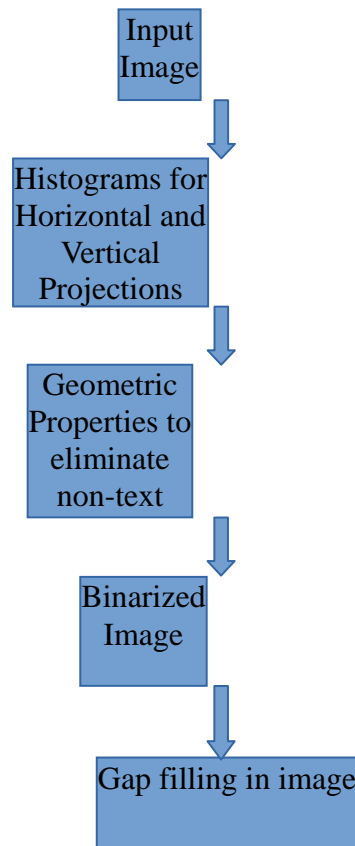 Input
Image
Histograms for
Horizontal and
Vertical
Projections
Geometric
Properties to
eliminate
non-text
Binarized
Image
Gap filling in image